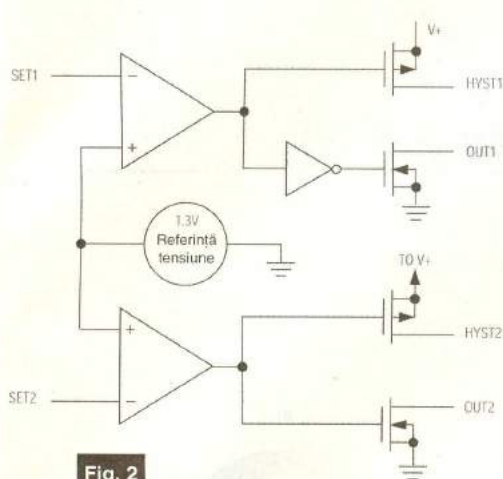 V+
SET1
−
HYST1
+
OUT1
1.3V
Referință
tensiune
TO V+
+
HYST2
SET2
−
OUT2
Fig. 2